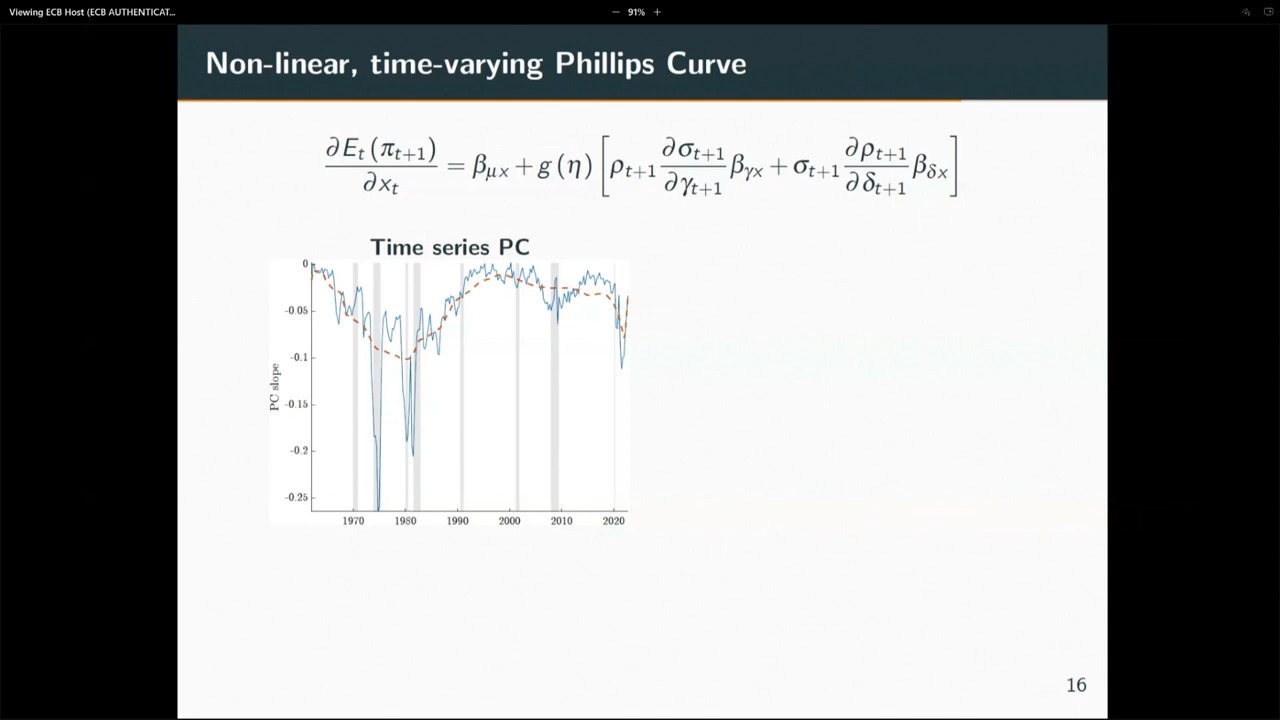 Viewing ECB Host (ECB AUTHENTICAT...
− 91% +
Non-linear, time-varying Phillips Curve
∂E_t(π_{t+1}) / ∂x_t = β_{μx} + g(η) [ρ_{t+1} ∂σ_{t+1}/∂γ_{t+1} β_{γx} + σ_{t+1} ∂ρ_{t+1}/∂δ_{t+1} β_{δx}]
Time series PC
PC slope
0
-0.05
-0.1
-0.15
-0.2
-0.25
1970 1980 1990 2000 2010 2020
16